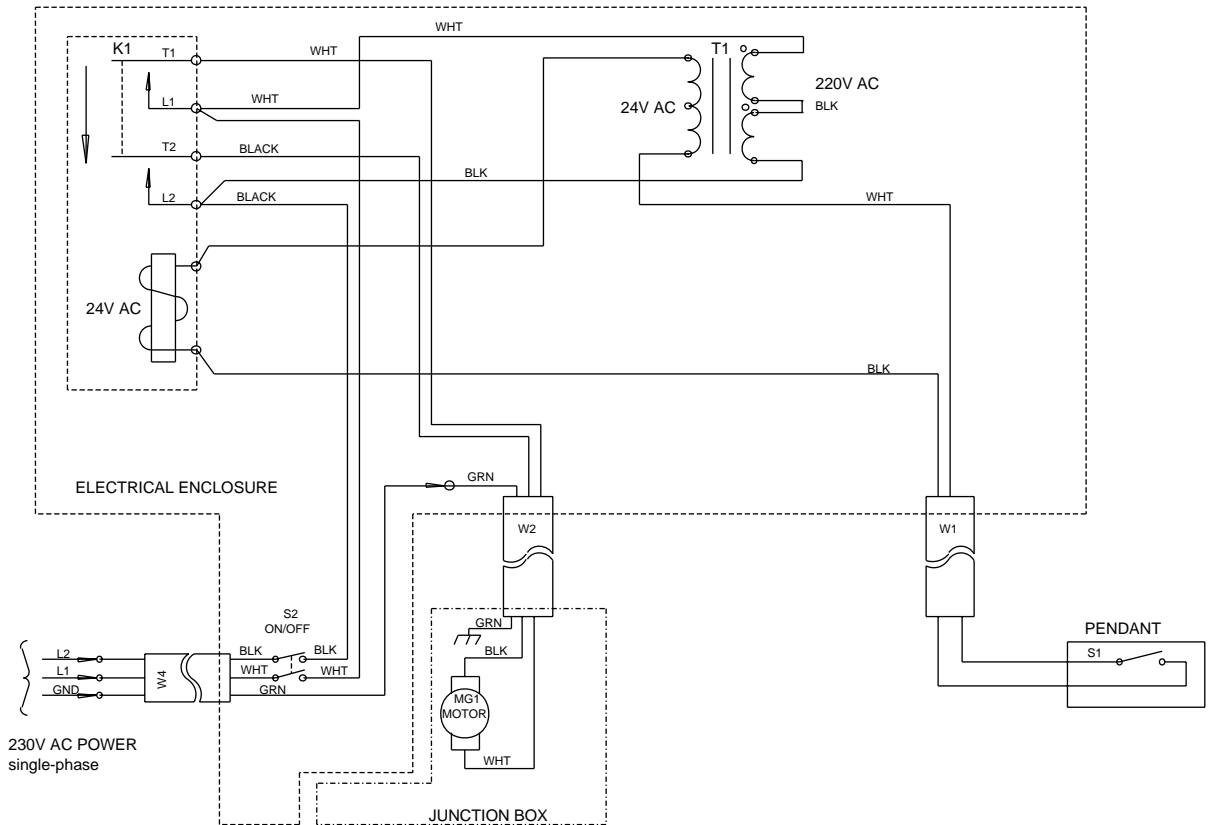 WHT
K1
T1
WHT
T1
220V AC
L1
WHT
24V AC
BLK
T2
BLACK
BLK
L2
BLACK
WHT
24V AC
BLK
ELECTRICAL ENCLOSURE
GRN
W2
W1
S2
ON/OFF
GRN
PENDANT
L2
BLK
BLK
BLK
S1
L1
W4
WHT
WHT
GND
GRN
MG1
MOTOR
230V AC POWER
single-phase
WHT
JUNCTION BOX